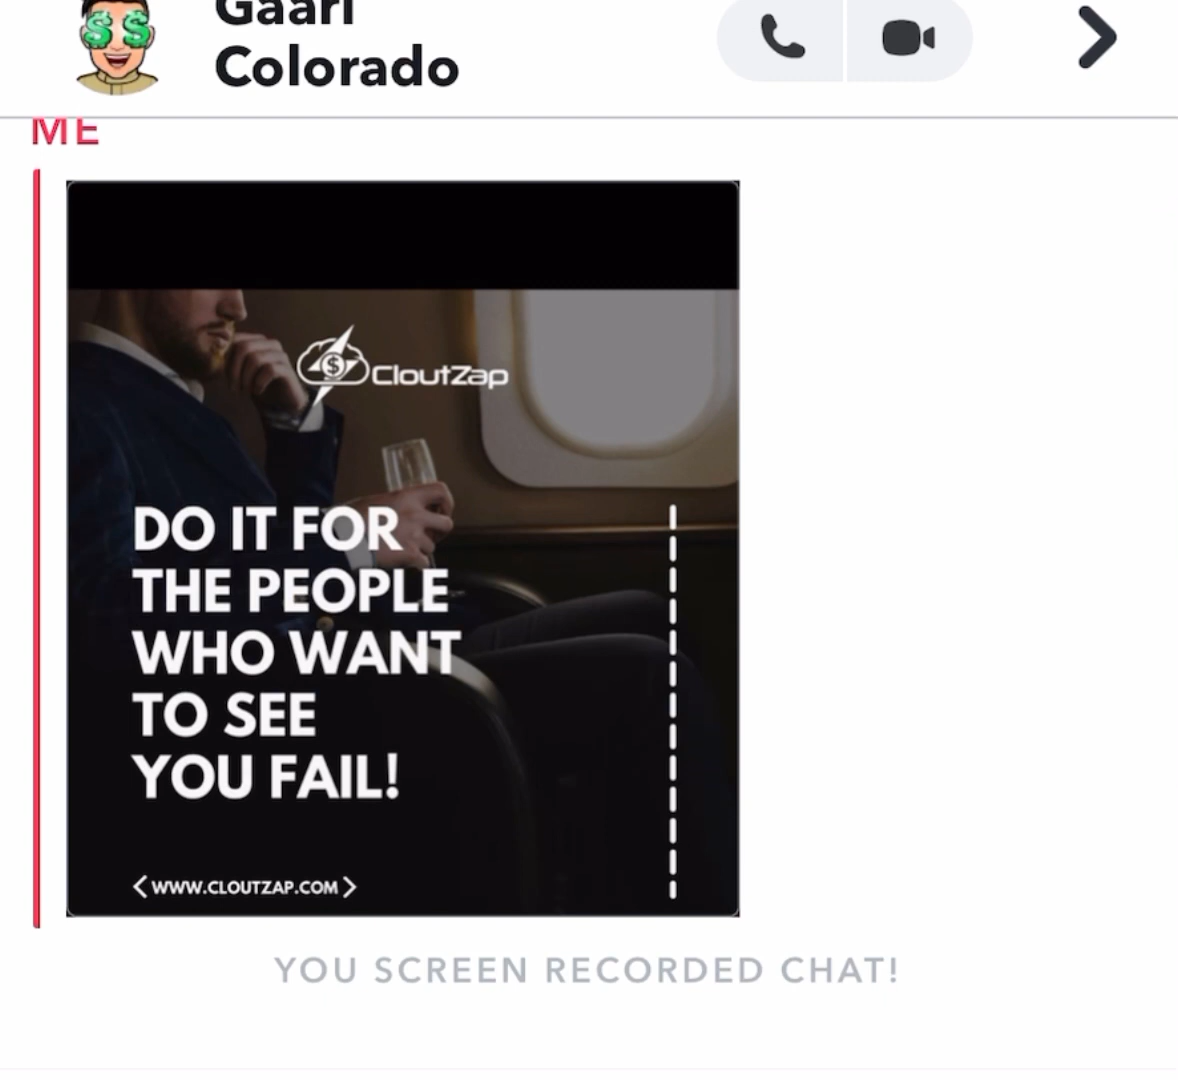 Gaari
Colorado
ME
CloutZap
DO IT FOR
THE PEOPLE
WHO WANT
TO SEE
YOU FAIL!
<WWW.CLOUTZAP.COM>
YOU SCREEN RECORDED CHAT!